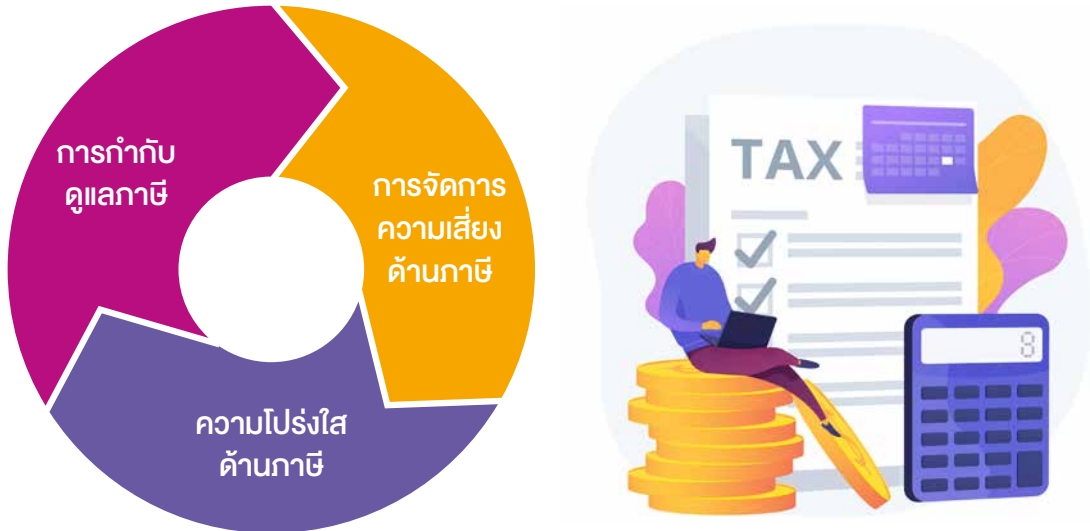 การกำกับ
ดูแลภาษี
การจัดการ
ความเสี่ยง
ด้านภาษี
ความโปร่งใส
ด้านภาษี
TAX
8